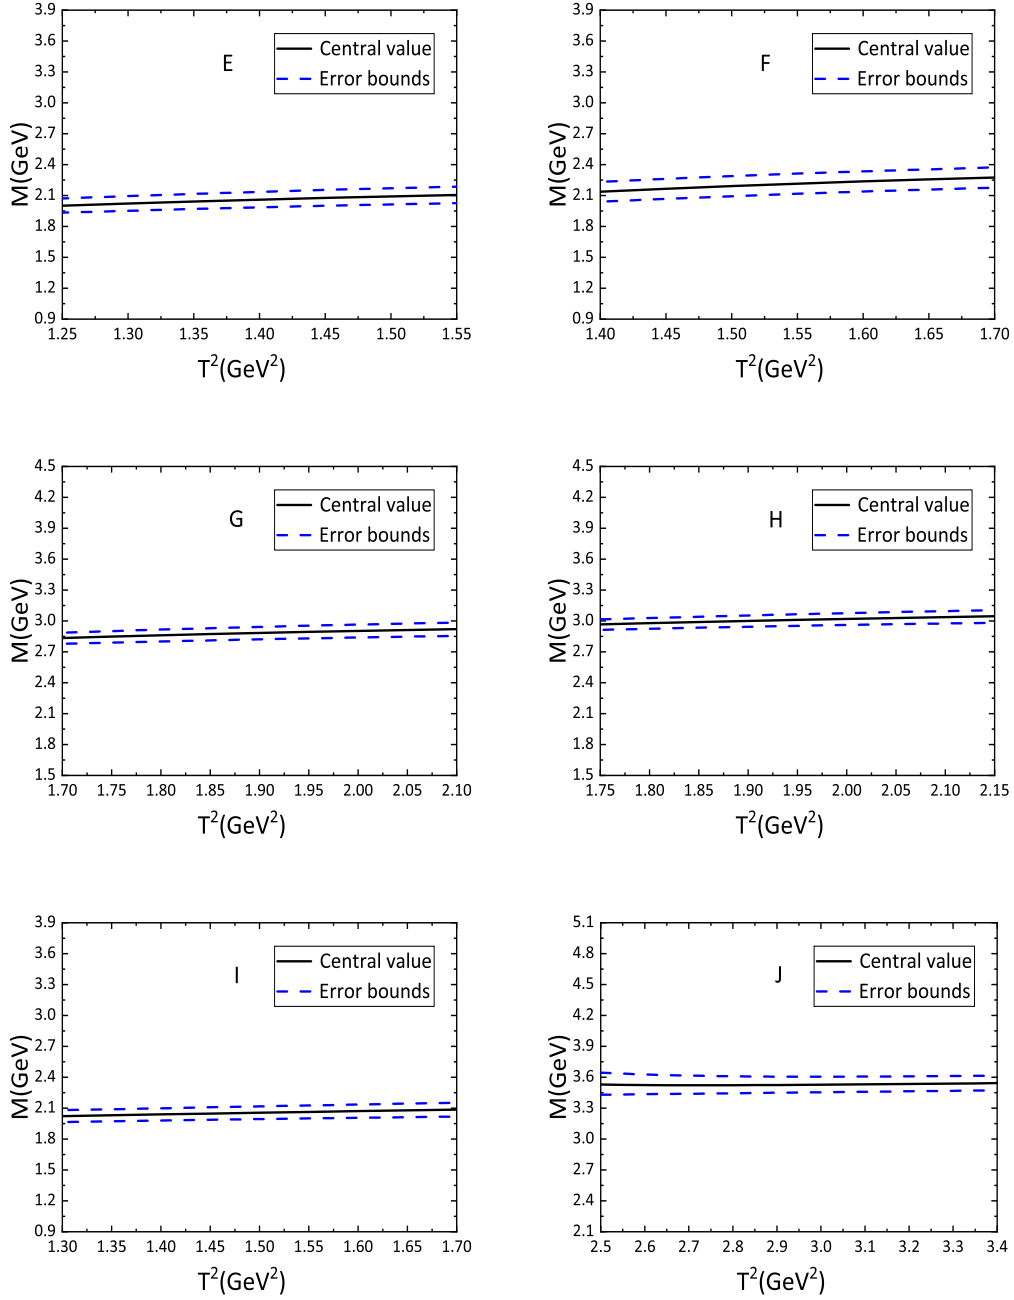 3.9
3.6
3.3
3.0
2.7
2.4
2.1
1.8
1.5
1.2
0.9
M(GeV)
E
Central value
Error bounds
1.25 1.30 1.35 1.40 1.45 1.50 1.55
T²(GeV²)
3.9
3.6
3.3
3.0
2.7
2.4
2.1
1.8
1.5
1.2
0.9
M(GeV)
F
Central value
Error bounds
1.40 1.45 1.50 1.55 1.60 1.65 1.70
T²(GeV²)
4.5
4.2
3.9
3.6
3.3
3.0
2.7
2.4
2.1
1.8
1.5
M(GeV)
G
Central value
Error bounds
1.70 1.75 1.80 1.85 1.90 1.95 2.00 2.05 2.10
T²(GeV²)
4.5
4.2
3.9
3.6
3.3
3.0
2.7
2.4
2.1
1.8
1.5
M(GeV)
H
Central value
Error bounds
1.75 1.80 1.85 1.90 1.95 2.00 2.05 2.10 2.15
T²(GeV²)
3.9
3.6
3.3
3.0
2.7
2.4
2.1
1.8
1.5
1.2
0.9
M(GeV)
I
Central value
Error bounds
1.30 1.35 1.40 1.45 1.50 1.55 1.60 1.65 1.70
T²(GeV²)
5.1
4.8
4.5
4.2
3.9
3.6
3.3
3.0
2.7
2.4
2.1
M(GeV)
J
Central value
Error bounds
2.5 2.6 2.7 2.8 2.9 3.0 3.1 3.2 3.3 3.4
T²(GeV²)